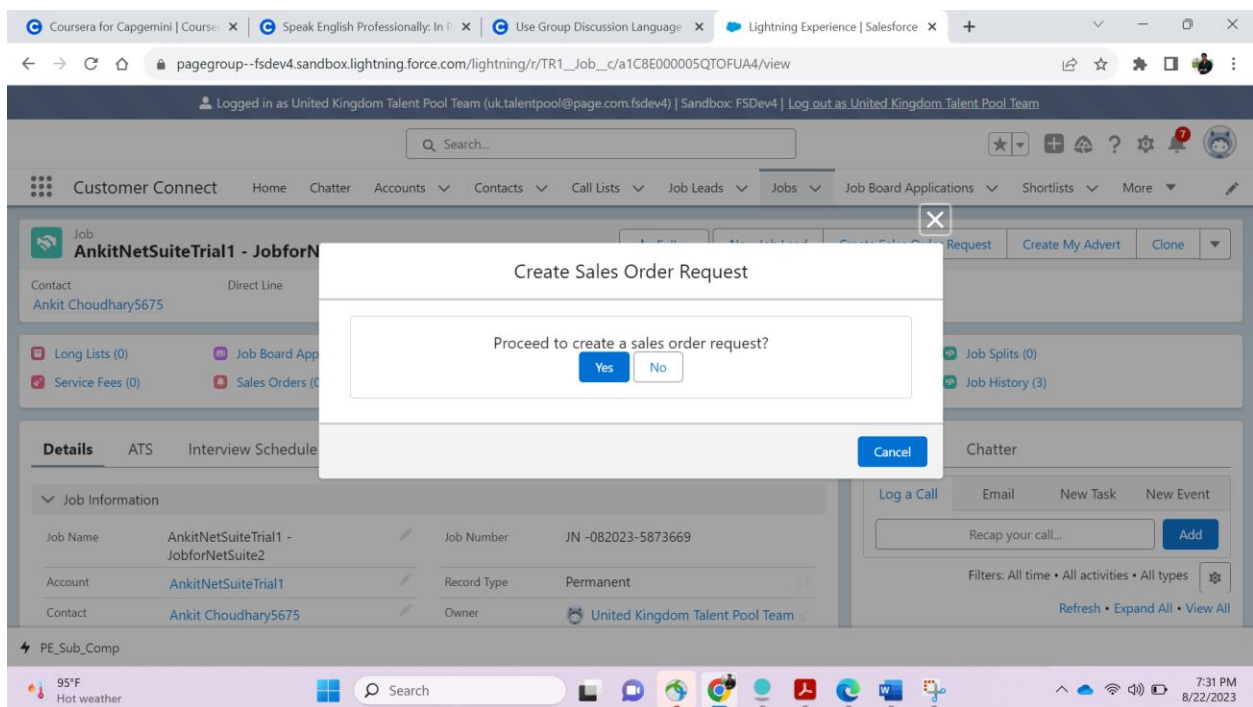 Coursera for Capgemini | Course
Speak English Professionally: In P
Use Group Discussion Language
Lightning Experience | Salesforce
pagegroup--fsdev4.sandbox.lightning.force.com/lightning/r/TR1__Job__c/a1C8E000005QTOFUA4/view
Logged in as United Kingdom Talent Pool Team (uk.talentpool@page.com.fsdev4) | Sandbox: FSDev4 | Log out as United Kingdom Talent Pool Team
Search...
7
Customer Connect Home Chatter Accounts Contacts Call Lists Job Leads Jobs Job Board Applications Shortlists More
Job
AnkitNetSuiteTrial1 - JobforN
Request Create My Advert Clone
Contact Direct Line
Ankit Choudhary5675
Create Sales Order Request
Proceed to create a sales order request?
Yes No
Cancel
Long Lists (0) Job Board App Job Splits (0)
Service Fees (0) Sales Orders (0 Job History (3)
Details ATS Interview Schedule Chatter
Job Information
Log a Call Email New Task New Event
Job Name AnkitNetSuiteTrial1 - JobforNetSuite2 Job Number JN -082023-5873669
Recap your call... Add
Account AnkitNetSuiteTrial1 Record Type Permanent
Filters: All time • All activities • All types
Contact Ankit Choudhary5675 Owner United Kingdom Talent Pool Team
Refresh • Expand All • View All
PE_Sub_Comp
95°F
Hot weather
Search
7:31 PM
8/22/2023